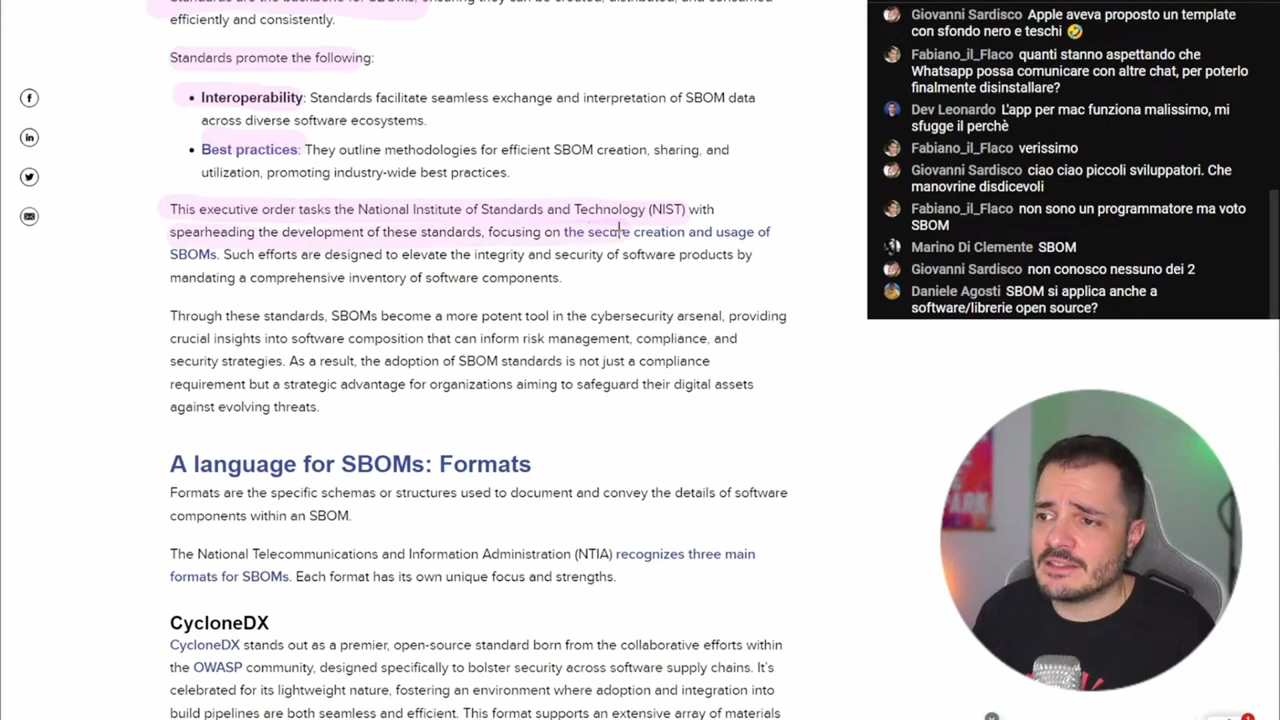 efficiently and consistently.
Standards promote the following:
• Interoperability: Standards facilitate seamless exchange and interpretation of SBOM data
across diverse software ecosystems.
• Best practices: They outline methodologies for efficient SBOM creation, sharing, and
utilization, promoting industry-wide best practices.
This executive order tasks the National Institute of Standards and Technology (NIST) with
spearheading the development of these standards, focusing on the secure creation and usage of
SBOMs. Such efforts are designed to elevate the integrity and security of software products by
mandating a comprehensive inventory of software components.
Through these standards, SBOMs become a more potent tool in the cybersecurity arsenal, providing
crucial insights into software composition that can inform risk management, compliance, and
security strategies. As a result, the adoption of SBOM standards is not just a compliance
requirement but a strategic advantage for organizations aiming to safeguard their digital assets
against evolving threats.
A language for SBOMs: Formats
Formats are the specific schemas or structures used to document and convey the details of software
components within an SBOM.
The National Telecommunications and Information Administration (NTIA) recognizes three main
formats for SBOMs. Each format has its own unique focus and strengths.
CycloneDX
CycloneDX stands out as a premier, open-source standard born from the collaborative efforts within
the OWASP community, designed specifically to bolster security across software supply chains. It's
celebrated for its lightweight nature, fostering an environment where adoption and integration into
build pipelines are both seamless and efficient. This format supports an extensive array of materials
Giovanni Sardisco Apple aveva proposto un template
con sfondo nero e teschi 🤣
Fabiano_il_Flaco quanti stanno aspettando che
Whatsapp possa comunicare con altre chat, per poterlo
finalmente disinstallare?
Dev Leonardo L'app per mac funziona malissimo, mi
sfugge il perchè
Fabiano_il_Flaco verissimo
Giovanni Sardisco ciao ciao piccoli sviluppatori. Che
manovrine disdicevoli
Fabiano_il_Flaco non sono un programmatore ma voto
SBOM
Marino Di Clemente SBOM
Giovanni Sardisco non conosco nessuno dei 2
Daniele Agosti SBOM si applica anche a
software/librerie open source?